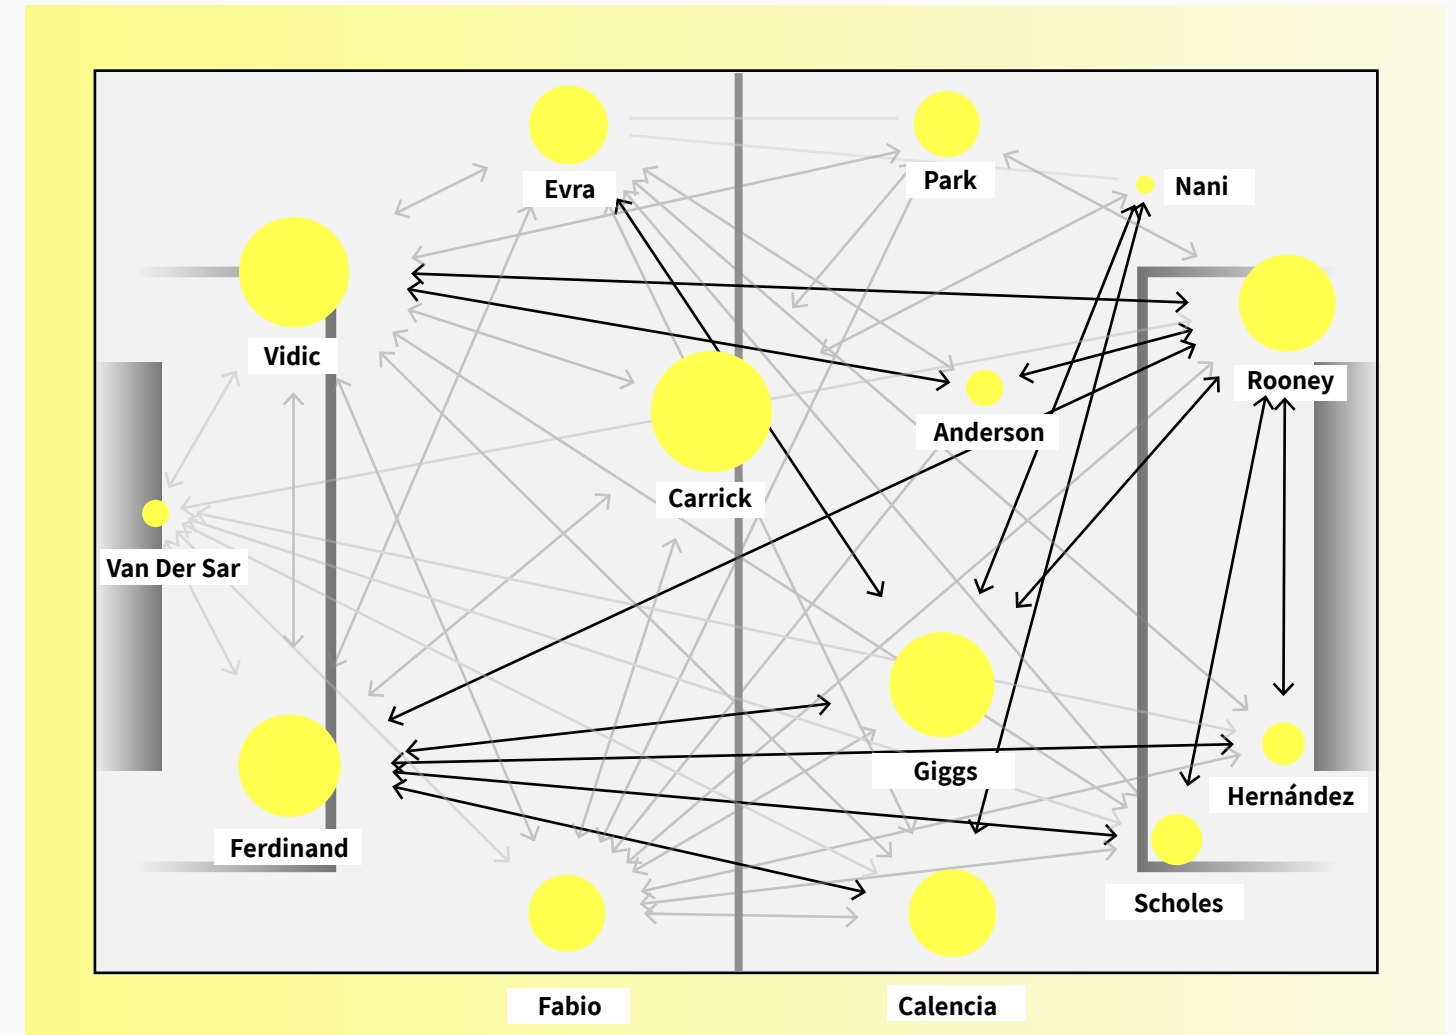 Evra
Park
Nani
Vidic
Rooney
Anderson
Carrick
Van Der Sar
Giggs
Hernández
Ferdinand
Scholes
Fabio
Calencia